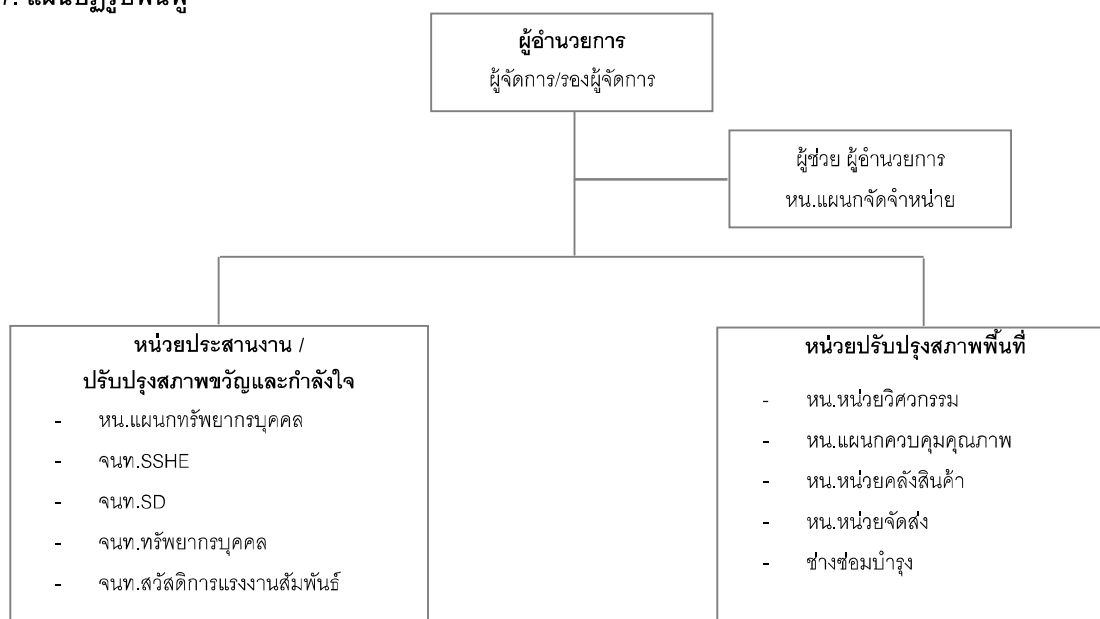 7. แผนปฏิรูปฟื้นฟู
ผู้อำนวยการ
ผู้จัดการ/รองผู้จัดการ
ผู้ช่วย ผู้อำนวยการ
หน.แผนกจัดจำหน่าย
หน่วยประสานงาน /
ปรับปรุงสภาพขวัญและกำลังใจ
- หน.แผนกทรัพยากรบุคคล
- จนท.SSHE
- จนท.SD
- จนท.ทรัพยากรบุคคล
- จนท.สวัสดิการแรงงานสัมพันธ์
หน่วยปรับปรุงสภาพพื้นที่
- หน.หน่วยวิศวกรรม
- หน.แผนกควบคุมคุณภาพ
- หน.หน่วยคลังสินค้า
- หน.หน่วยจัดส่ง
- ช่างซ่อมบำรุง